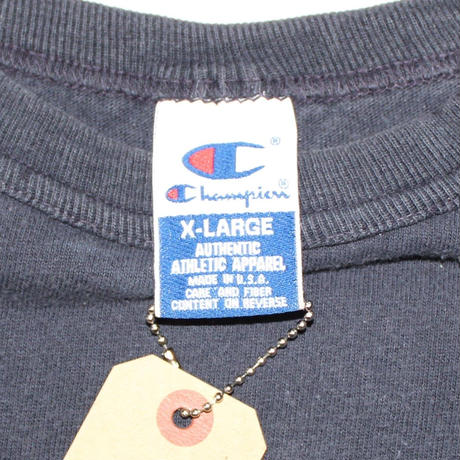 Champion
X-LARGE
AUTHENTIC
ATHLETIC APPAREL
MADE IN U.S.A.
CARE AND FIBER
CONTENT ON REVERSE